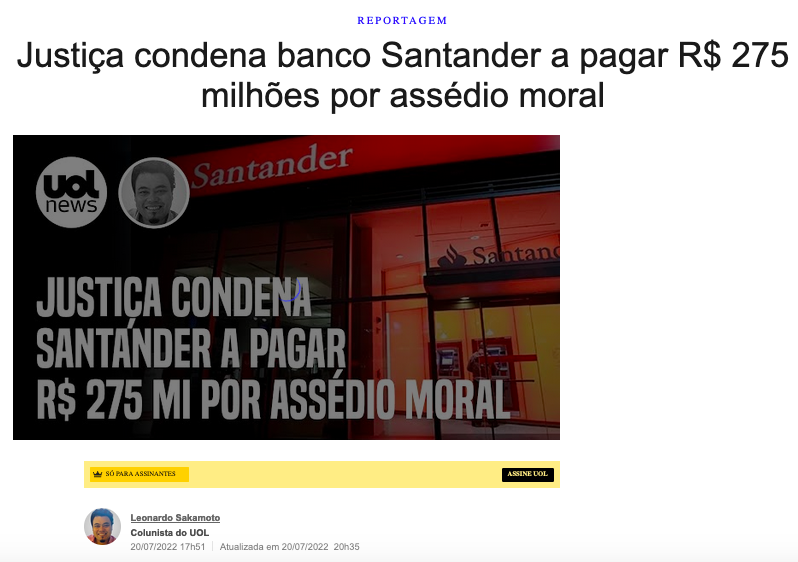 REPORTAGEM
Justiça condena banco Santander a pagar R$ 275
milhões por assédio moral
Santander
uol
news
Santander
JUSTIÇA CONDENA
SANTANDER A PAGAR
R$ 275 MI POR ASSÉDIO MORAL
SÓ PARA ASSINANTES
ASSINE UOL
Leonardo Sakamoto
Colunista do UOL
20/07/2022 17h51 Atualizada em 20/07/2022 20h35